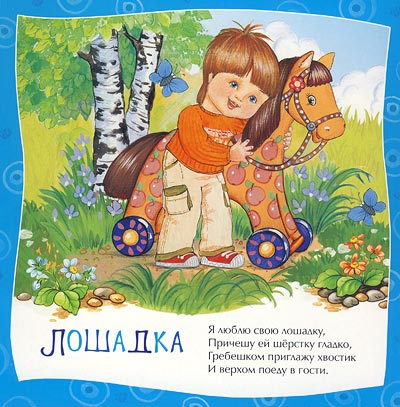 ЛОШАДКА
Я люблю свою лошадку,
Причешу ей шёрстку гладко,
Гребешком приглажу хвостик
И верхом поеду в гости.